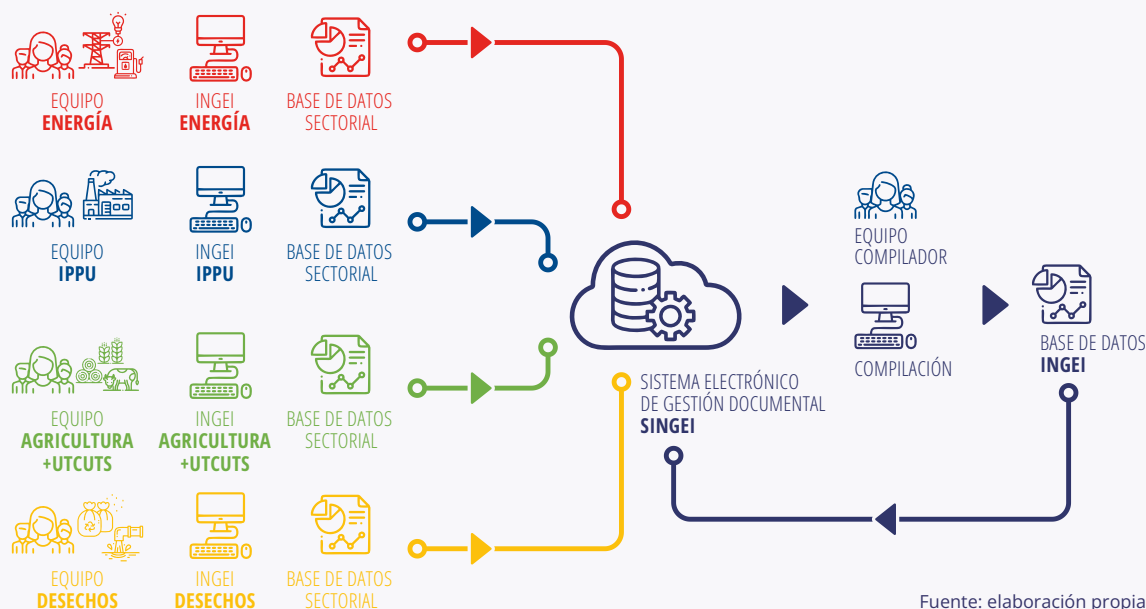 EQUIPO
ENERGÍA
INGEI
ENERGÍA
BASE DE DATOS
SECTORIAL
EQUIPO
IPPU
INGEI
IPPU
BASE DE DATOS
SECTORIAL
EQUIPO
AGRICULTURA
+UTCUTS
INGEI
AGRICULTURA
+UTCUTS
BASE DE DATOS
SECTORIAL
EQUIPO
DESECHOS
INGEI
DESECHOS
BASE DE DATOS
SECTORIAL
SISTEMA ELECTRÓNICO
DE GESTIÓN DOCUMENTAL
SINGEI
EQUIPO
COMPILADOR
COMPILACIÓN
BASE DE DATOS
INGEI
Fuente: elaboración propia